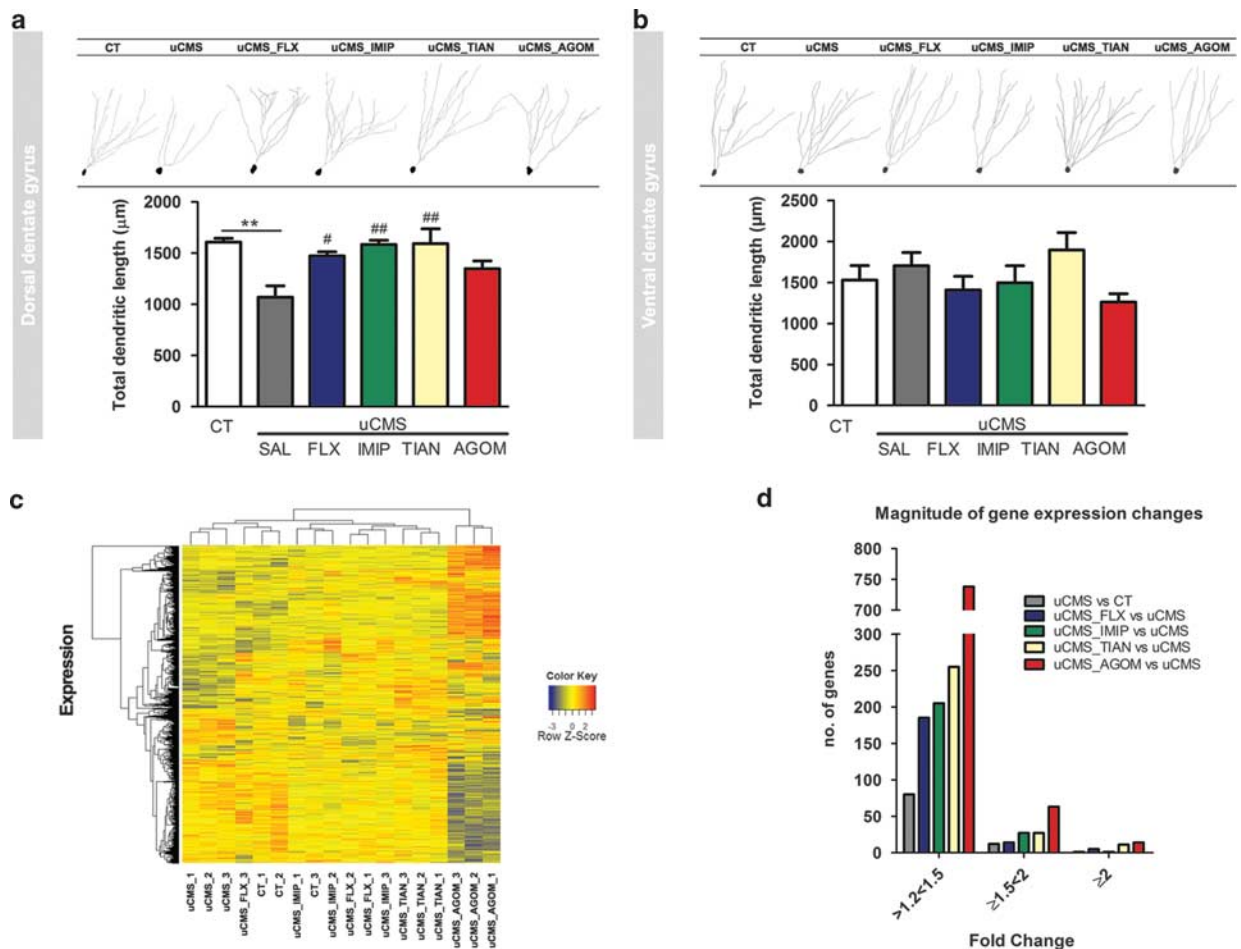 a
Dorsal dentate gyrus
CT uCMS uCMS_FLX uCMS_IMIP uCMS_TIAN uCMS_AGOM
Total dendritic length (μm)
2000
1500
1000
500
0
**
#
##
##
CT
uCMS
SAL FLX IMIP TIAN AGOM
b
Ventral dentate gyrus
CT uCMS uCMS_FLX uCMS_IMIP uCMS_TIAN uCMS_AGOM
Total dendritic length (μm)
2500
2000
1500
1000
500
0
CT
uCMS
SAL FLX IMIP TIAN AGOM
c
Expression
Color Key
-3 0 2
Row Z-Score
uCMS_1
uCMS_2
uCMS_3
uCMS_FLX_3
CT_1
CT_2
uCMS_IMIP_1
CT_3
uCMS_IMIP_2
uCMS_FLX_2
uCMS_FLX_1
uCMS_IMIP_3
uCMS_TIAN_3
uCMS_TIAN_2
uCMS_TIAN_1
uCMS_AGOM_3
uCMS_AGOM_2
uCMS_AGOM_1
d
Magnitude of gene expression changes
no. of genes
800
750
700
300
250
200
150
100
50
0
uCMS vs CT
uCMS_FLX vs uCMS
uCMS_IMIP vs uCMS
uCMS_TIAN vs uCMS
uCMS_AGOM vs uCMS
>1.2<1.5
≥1.5<2
≥2
Fold Change